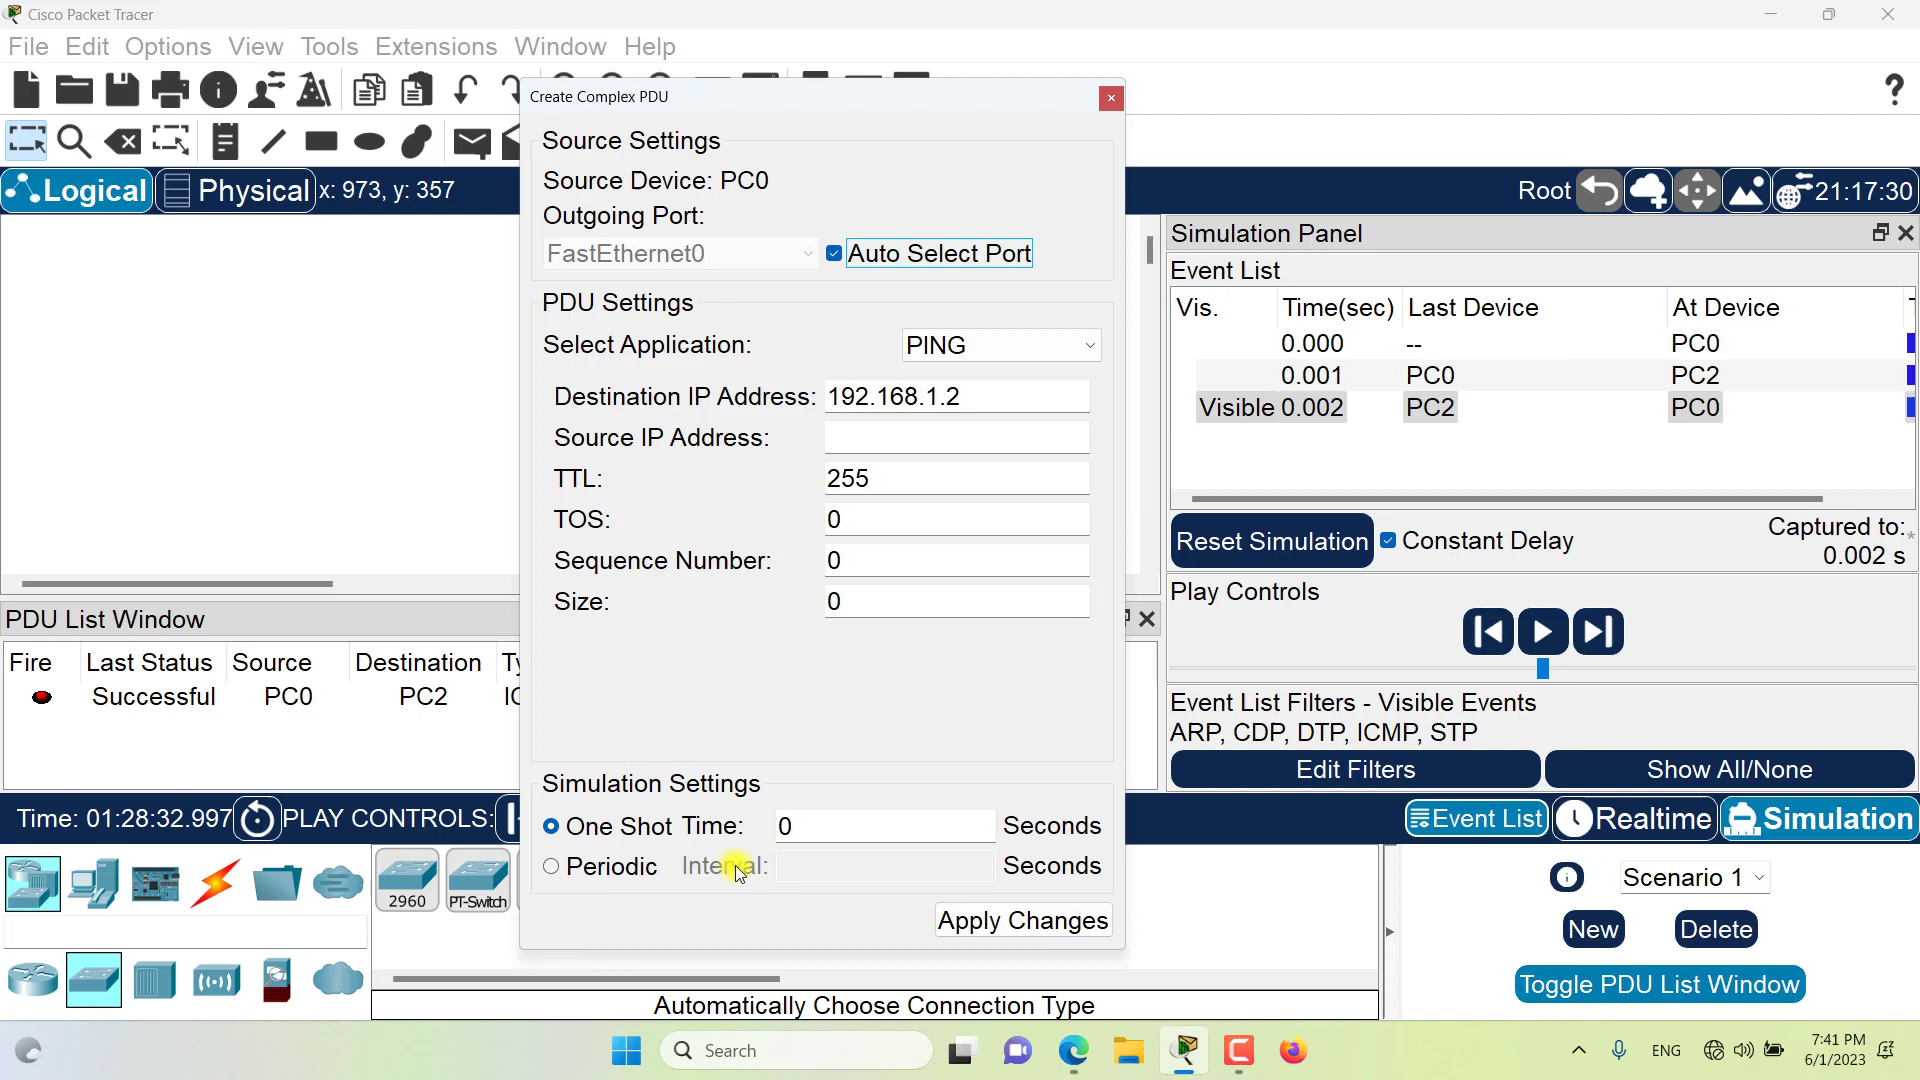 Cisco Packet Tracer
File Edit Options View Tools Extensions Window Help
Create Complex PDU
Source Settings
Source Device: PC0
Outgoing Port:
FastEthernet0
Auto Select Port
PDU Settings
Select Application: PING
Destination IP Address: 192.168.1.2
Source IP Address:
TTL: 255
TOS: 0
Sequence Number: 0
Size: 0
Simulation Settings
One Shot Time: 0 Seconds
Periodic Interval: Seconds
Apply Changes
Logical Physical x: 973, y: 357
Root 21:17:30
Simulation Panel
Event List
Vis. Time(sec) Last Device At Device
0.000 -- PC0
0.001 PC0 PC2
Visible 0.002 PC2 PC0
Reset Simulation Constant Delay
Captured to:*
0.002 s
Play Controls
Event List Filters - Visible Events
ARP, CDP, DTP, ICMP, STP
Edit Filters Show All/None
PDU List Window
Fire Last Status Source Destination Ty
Successful PC0 PC2 IC
Time: 01:28:32.997 PLAY CONTROLS:
Event List Realtime Simulation
2960 PT-Switch
Scenario 1
New Delete
Toggle PDU List Window
Automatically Choose Connection Type
Search
ENG
7:41 PM
6/1/2023